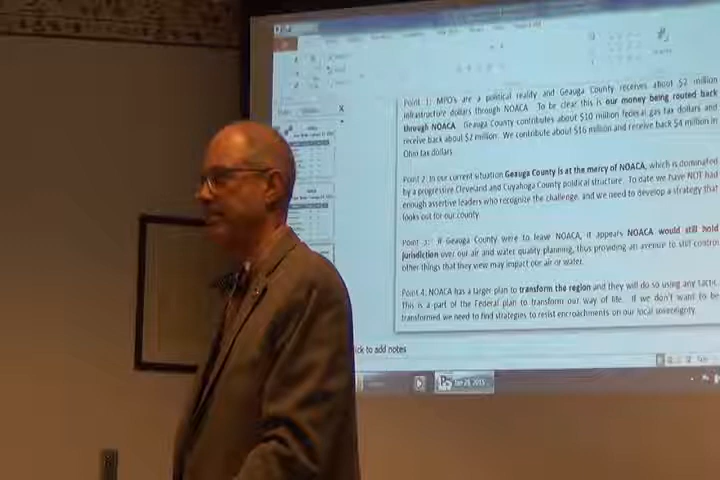 Point 1: MPO's are a political reality and Geauga County receives about $2 million
infrastructure dollars through NOACA. To be clear this is our money being routed back
through NOACA. Geauga County contributes about $10 million federal gas tax dollars and
receive back about $2 million. We contribute about $16 million and receive back $4 million in
Ohio tax dollars.
Point 2: In our current situation Geauga County is at the mercy of NOACA, which is dominated
by a progressive Cleveland and Cuyahoga County political structure. To date we have NOT had
enough assertive leaders who recognize the challenge, and we need to develop a strategy that
looks out for our county.
Point 3: If Geauga County were to leave NOACA, it appears NOACA would still hold
jurisdiction over our air and water quality planning, thus providing an avenue to still control
other things that they view may impact our air or water.
Point 4: NOACA has a larger plan to transform the region and they will do so using any tactic.
This is a part of the Federal plan to transform our way of life. If we don't want to be
transformed we need to find strategies to resist encroachments on our local sovereignty.
lick to add notes